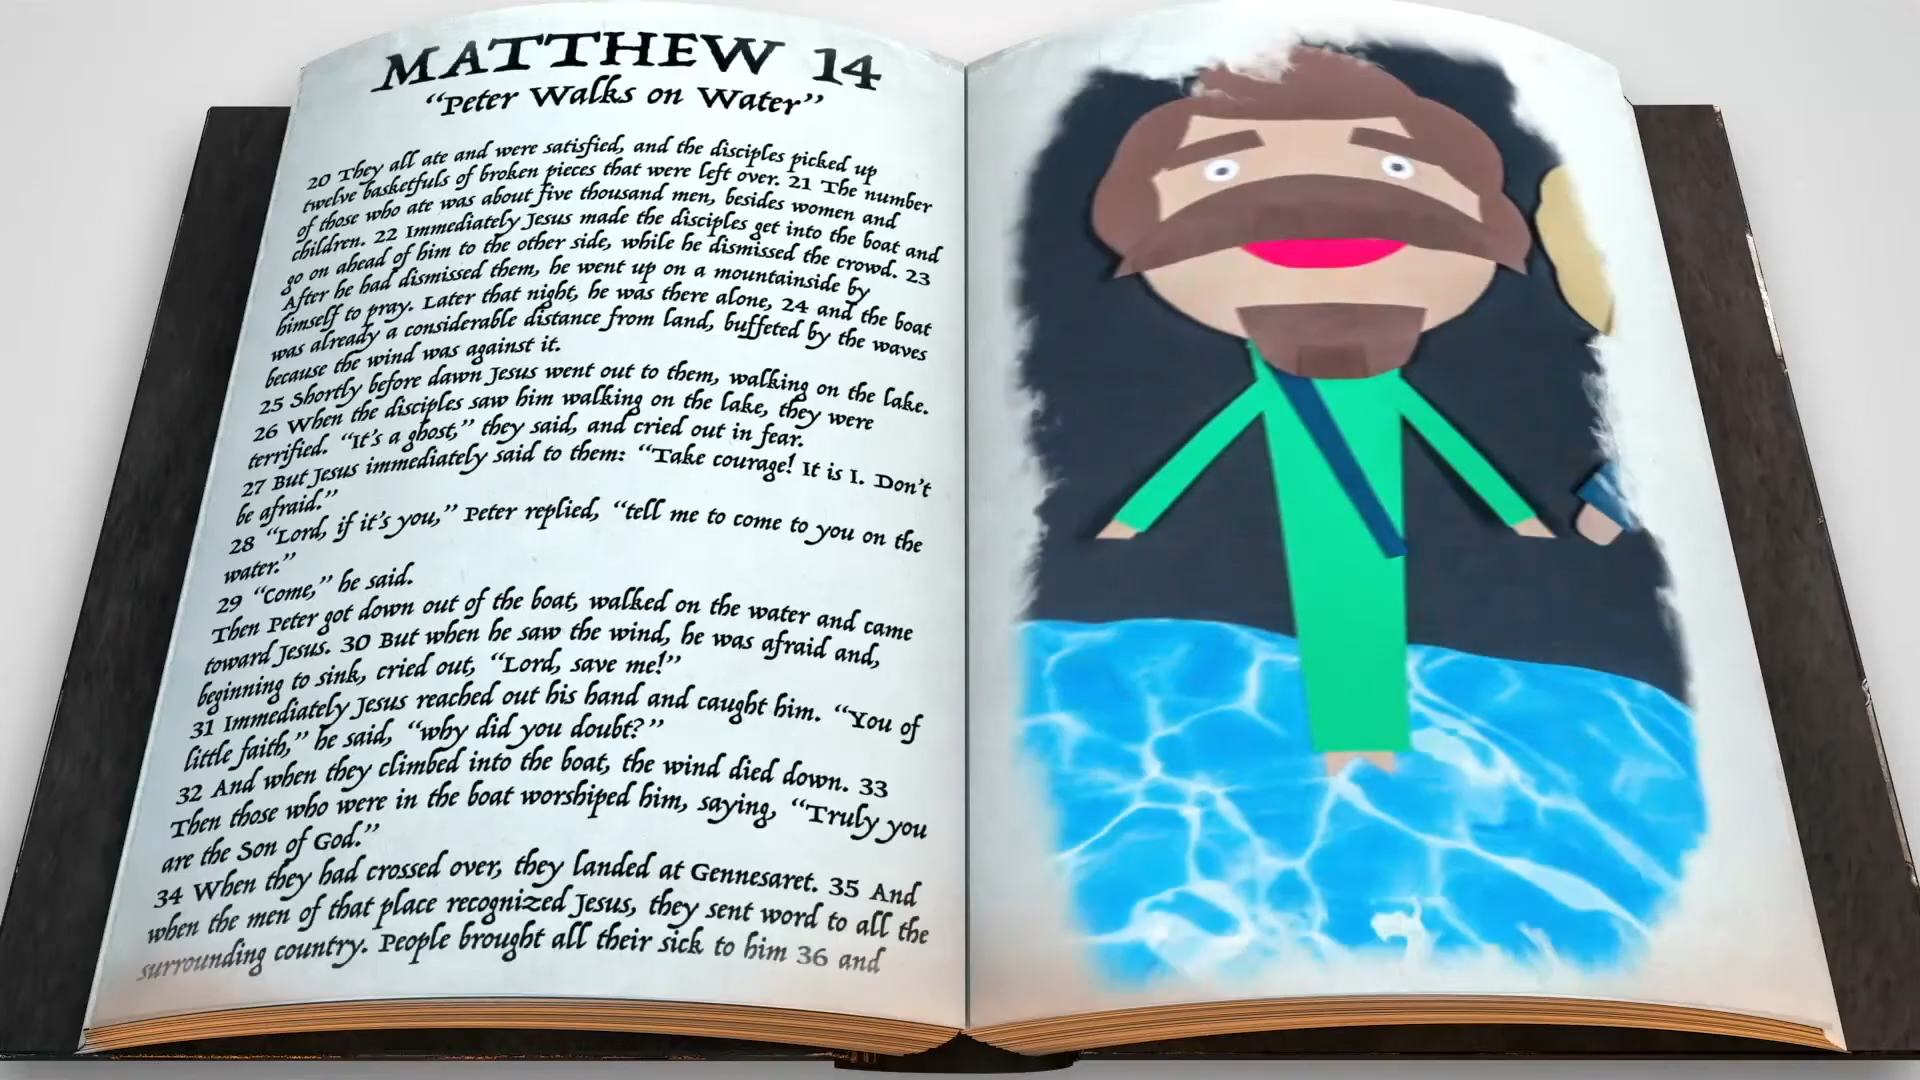 MATTHEW 14
“Peter Walks on Water”
20 They all ate and were satisfied, and the disciples picked up
twelve basketfuls of broken pieces that were left over. 21 The number
of those who ate was about five thousand men, besides women and
children. 22 Immediately Jesus made the disciples get into the boat and
go on ahead of him to the other side, while he dismissed the crowd. 23
After he had dismissed them, he went up on a mountainside by
himself to pray. Later that night, he was there alone, 24 and the boat
was already a considerable distance from land, buffeted by the waves
because the wind was against it.
25 Shortly before dawn Jesus went out to them, walking on the lake.
26 When the disciples saw him walking on the lake, they were
terrified. “It’s a ghost,” they said, and cried out in fear.
27 But Jesus immediately said to them: “Take courage! It is I. Don’t
be afraid.”
28 “Lord, if it’s you,” Peter replied, “tell me to come to you on the
water.”
29 “Come,” he said.
Then Peter got down out of the boat, walked on the water and came
toward Jesus. 30 But when he saw the wind, he was afraid and,
beginning to sink, cried out, “Lord, save me!”
31 Immediately Jesus reached out his hand and caught him. “You of
little faith,” he said, “why did you doubt?”
32 And when they climbed into the boat, the wind died down. 33
Then those who were in the boat worshiped him, saying, “Truly you
are the Son of God.”
34 When they had crossed over, they landed at Gennesaret. 35 And
when the men of that place recognized Jesus, they sent word to all the
surrounding country. People brought all their sick to him 36 and